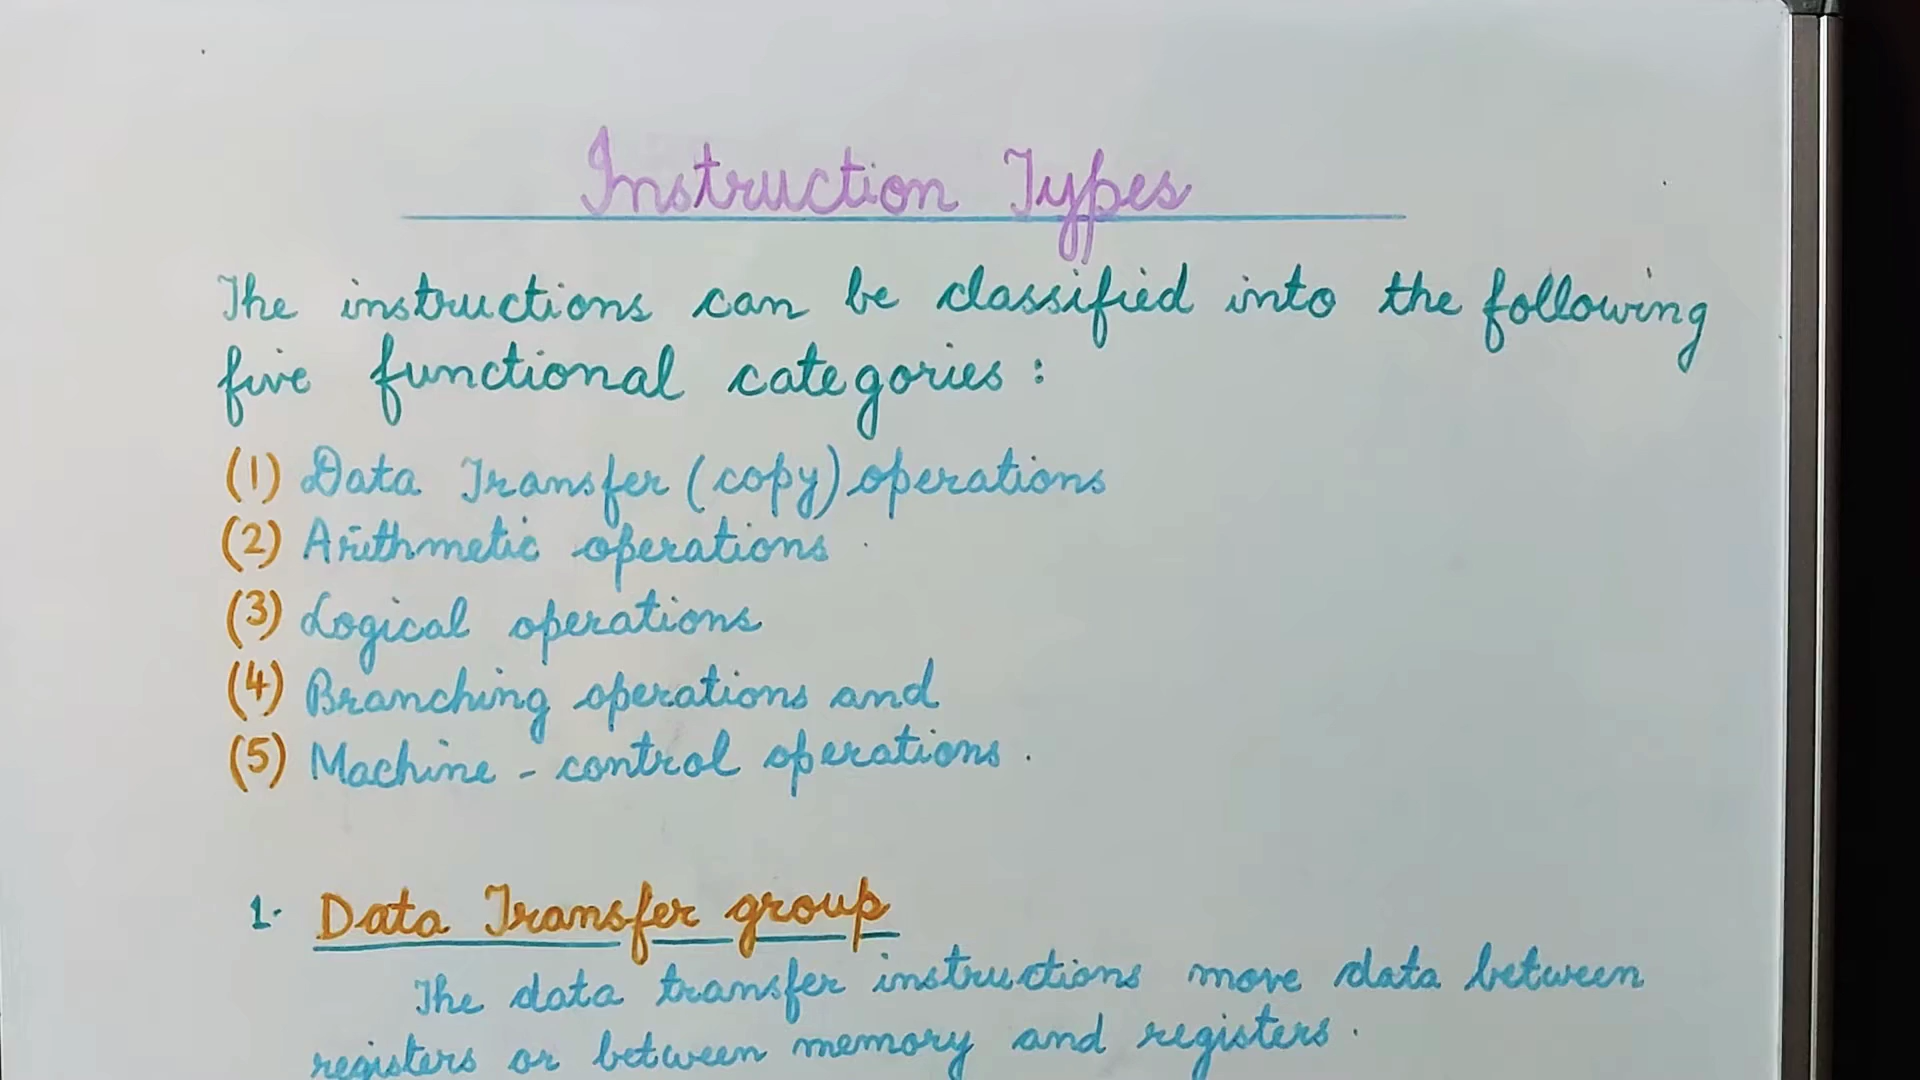 Instruction Types
The instructions can be classified into the following
five functional categories :
(1) Data Transfer (copy) operations
(2) Arithmetic operations
(3) Logical operations
(4) Branching operations and
(5) Machine - control operations .
1. Data Transfer group
The data transfer instructions move data between
registers or between memory and registers .